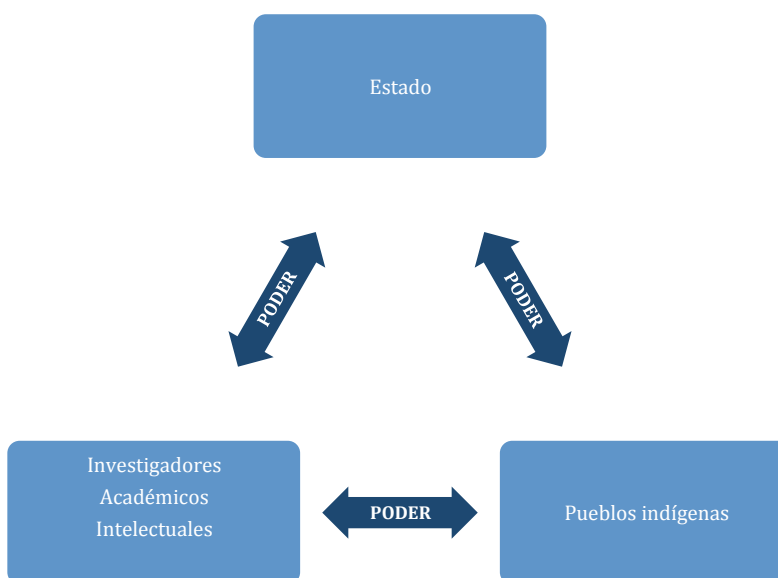 Estado
PODER
PODER
Investigadores
Académicos
Intelectuales
PODER
Pueblos indígenas